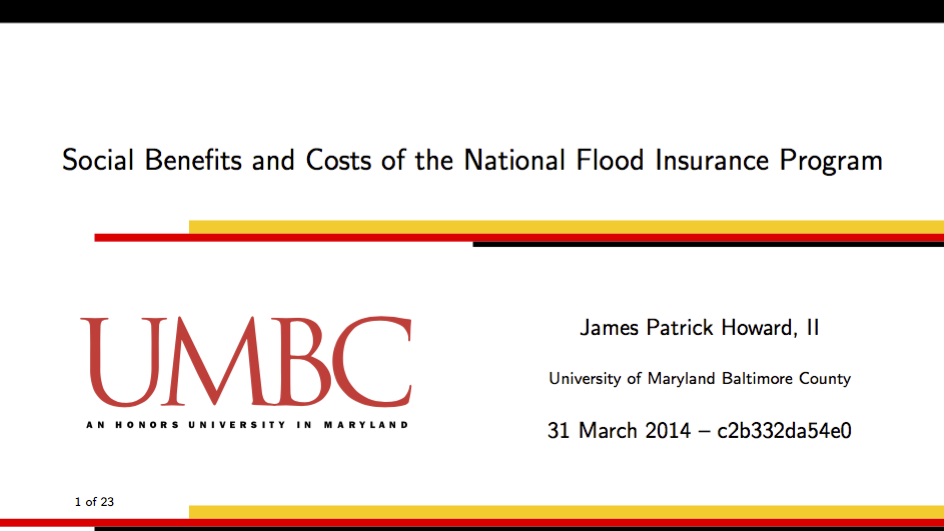 Social Benefits and Costs of the National Flood Insurance Program
UMBC
AN HONORS UNIVERSITY IN MARYLAND
James Patrick Howard, II
University of Maryland Baltimore County
31 March 2014 – c2b332da54e0
1 of 23